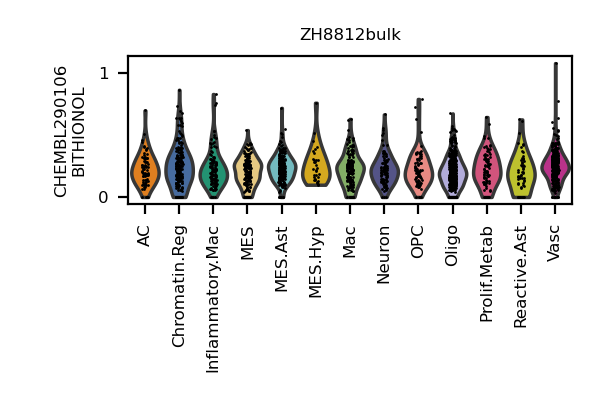 ZH8812bulk
CHEMBL290106
BITHIONOL
1
0
AC
Chromatin.Reg
Inflammatory.Mac
MES
MES.Ast
MES.Hyp
Mac
Neuron
OPC
Oligo
Prolif.Metab
Reactive.Ast
Vasc